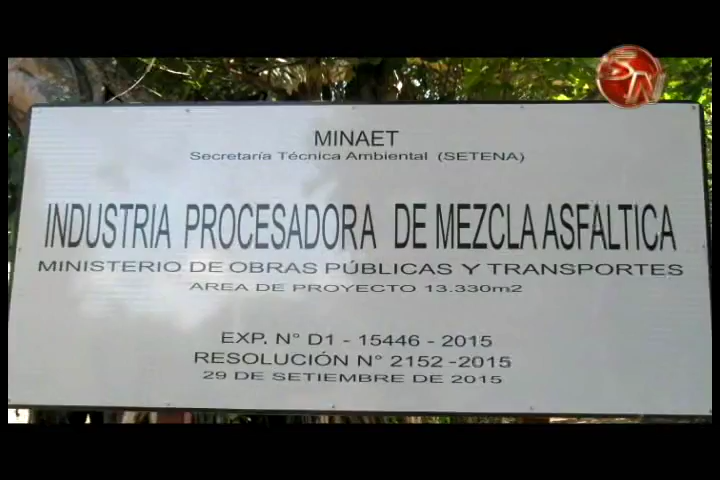 SN
MINAET
Secretaría Técnica Ambiental (SETENA)
INDUSTRIA PROCESADORA DE MEZCLA ASFALTICA
MINISTERIO DE OBRAS PÚBLICAS Y TRANSPORTES
AREA DE PROYECTO 13.330m2
EXP. N° D1 - 15446 - 2015
RESOLUCIÓN N° 2152 -2015
29 DE SETIEMBRE DE 2015